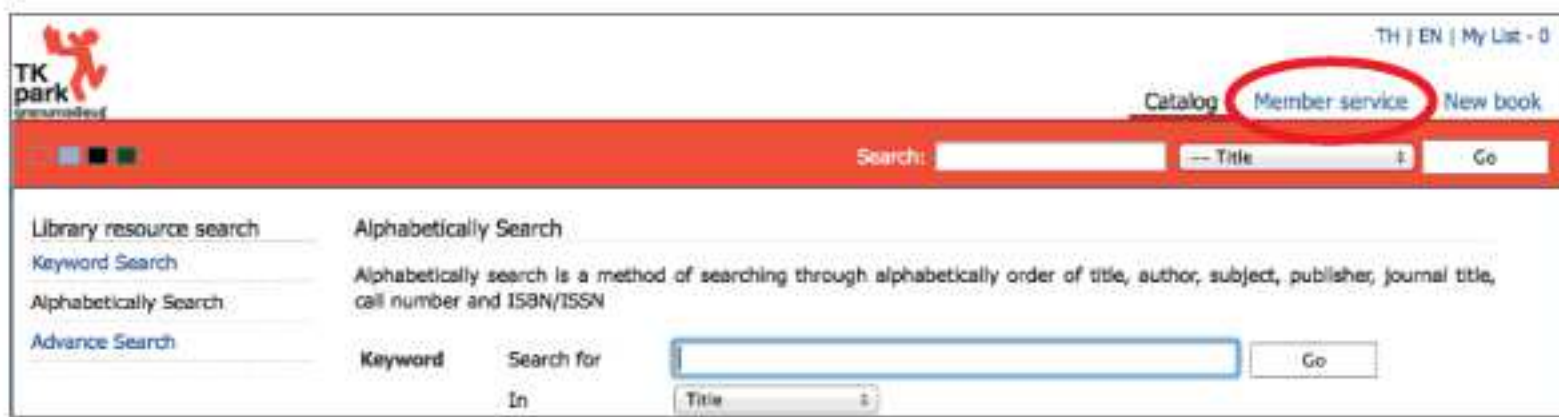 TH | EN | My List - 0
TK
park
Catalog
Member service
New book
Search:
--- Title
Go
Library resource search
Keyword Search
Alphabetically Search
Advance Search
Alphabetically Search
Alphabetically search is a method of searching through alphabetically order of title, author, subject, publisher, journal title,
call number and ISBN/ISSN
Keyword
Search for
Go
In
Title